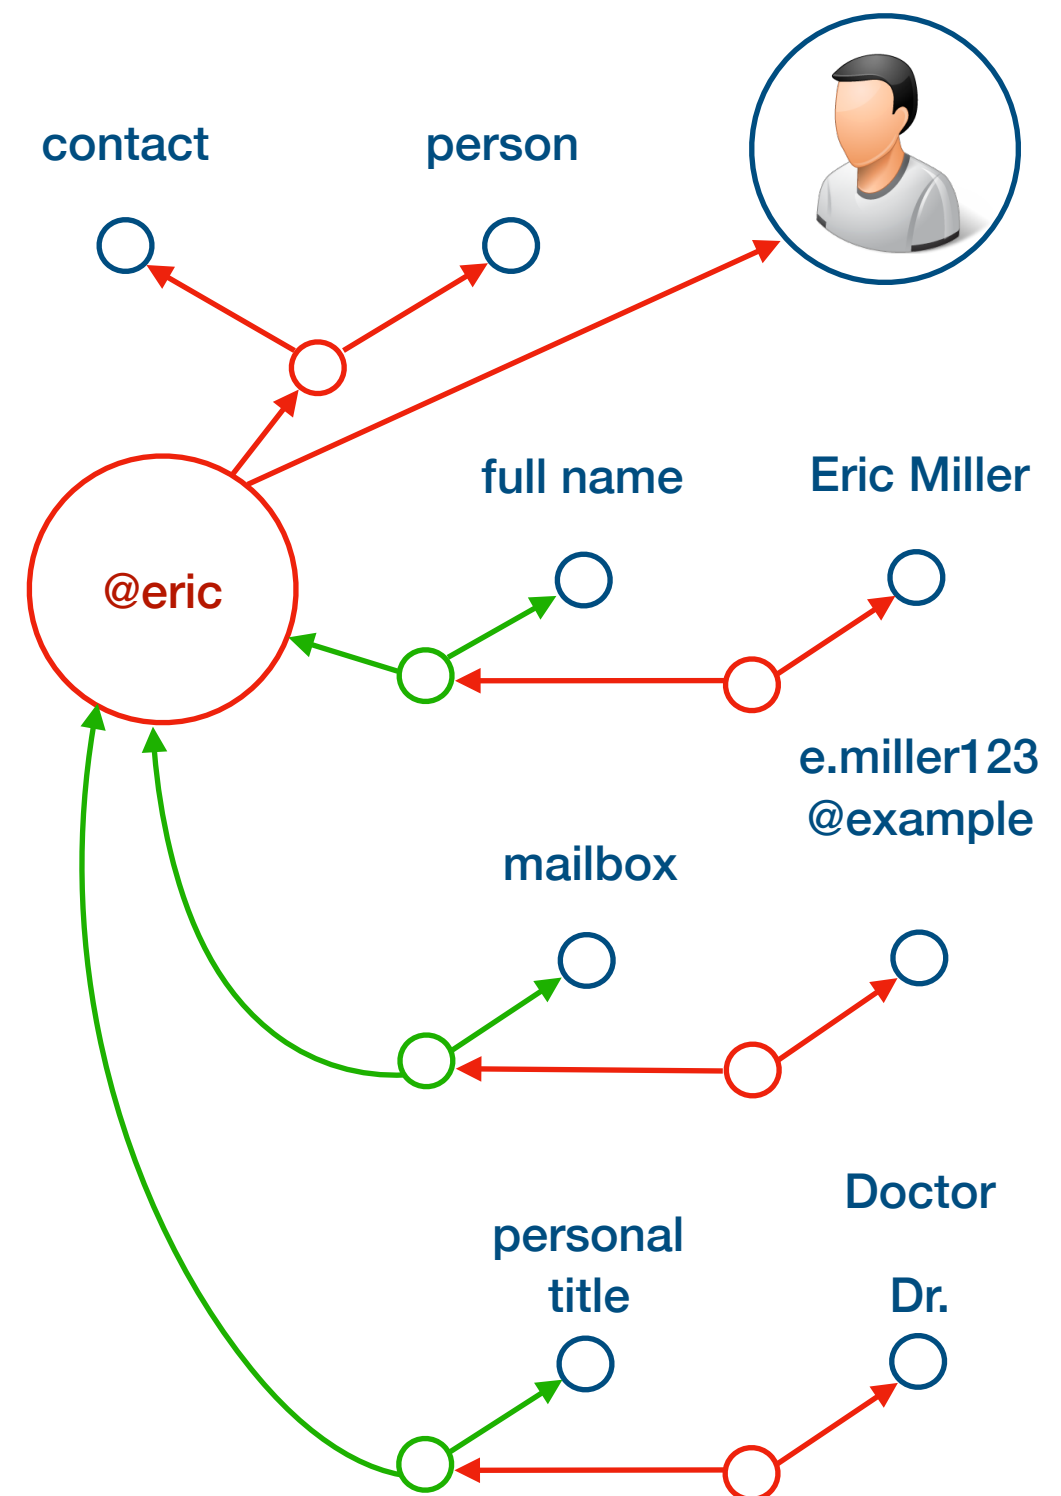 contact
person
full name
Eric Miller
@eric
e.miller123
@example
mailbox
Doctor
personal
title
Dr.